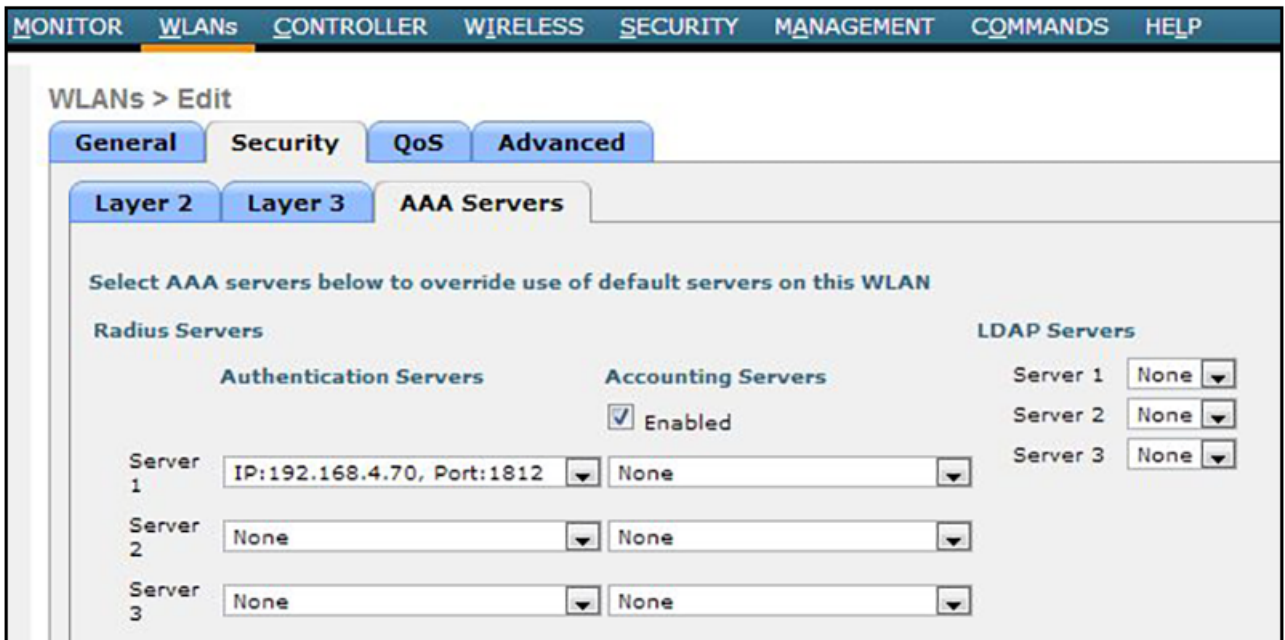 MONITOR WLANs CONTROLLER WIRELESS SECURITY MANAGEMENT COMMANDS HELP
WLANs > Edit
General Security QoS Advanced
Layer 2 Layer 3 AAA Servers
Select AAA servers below to override use of default servers on this WLAN
Radius Servers
LDAP Servers
Authentication Servers Accounting Servers
Server 1 None
Enabled
Server 2 None
Server 3 None
Server
1
IP:192.168.4.70, Port:1812 None
Server
2
None None
Server
3
None None